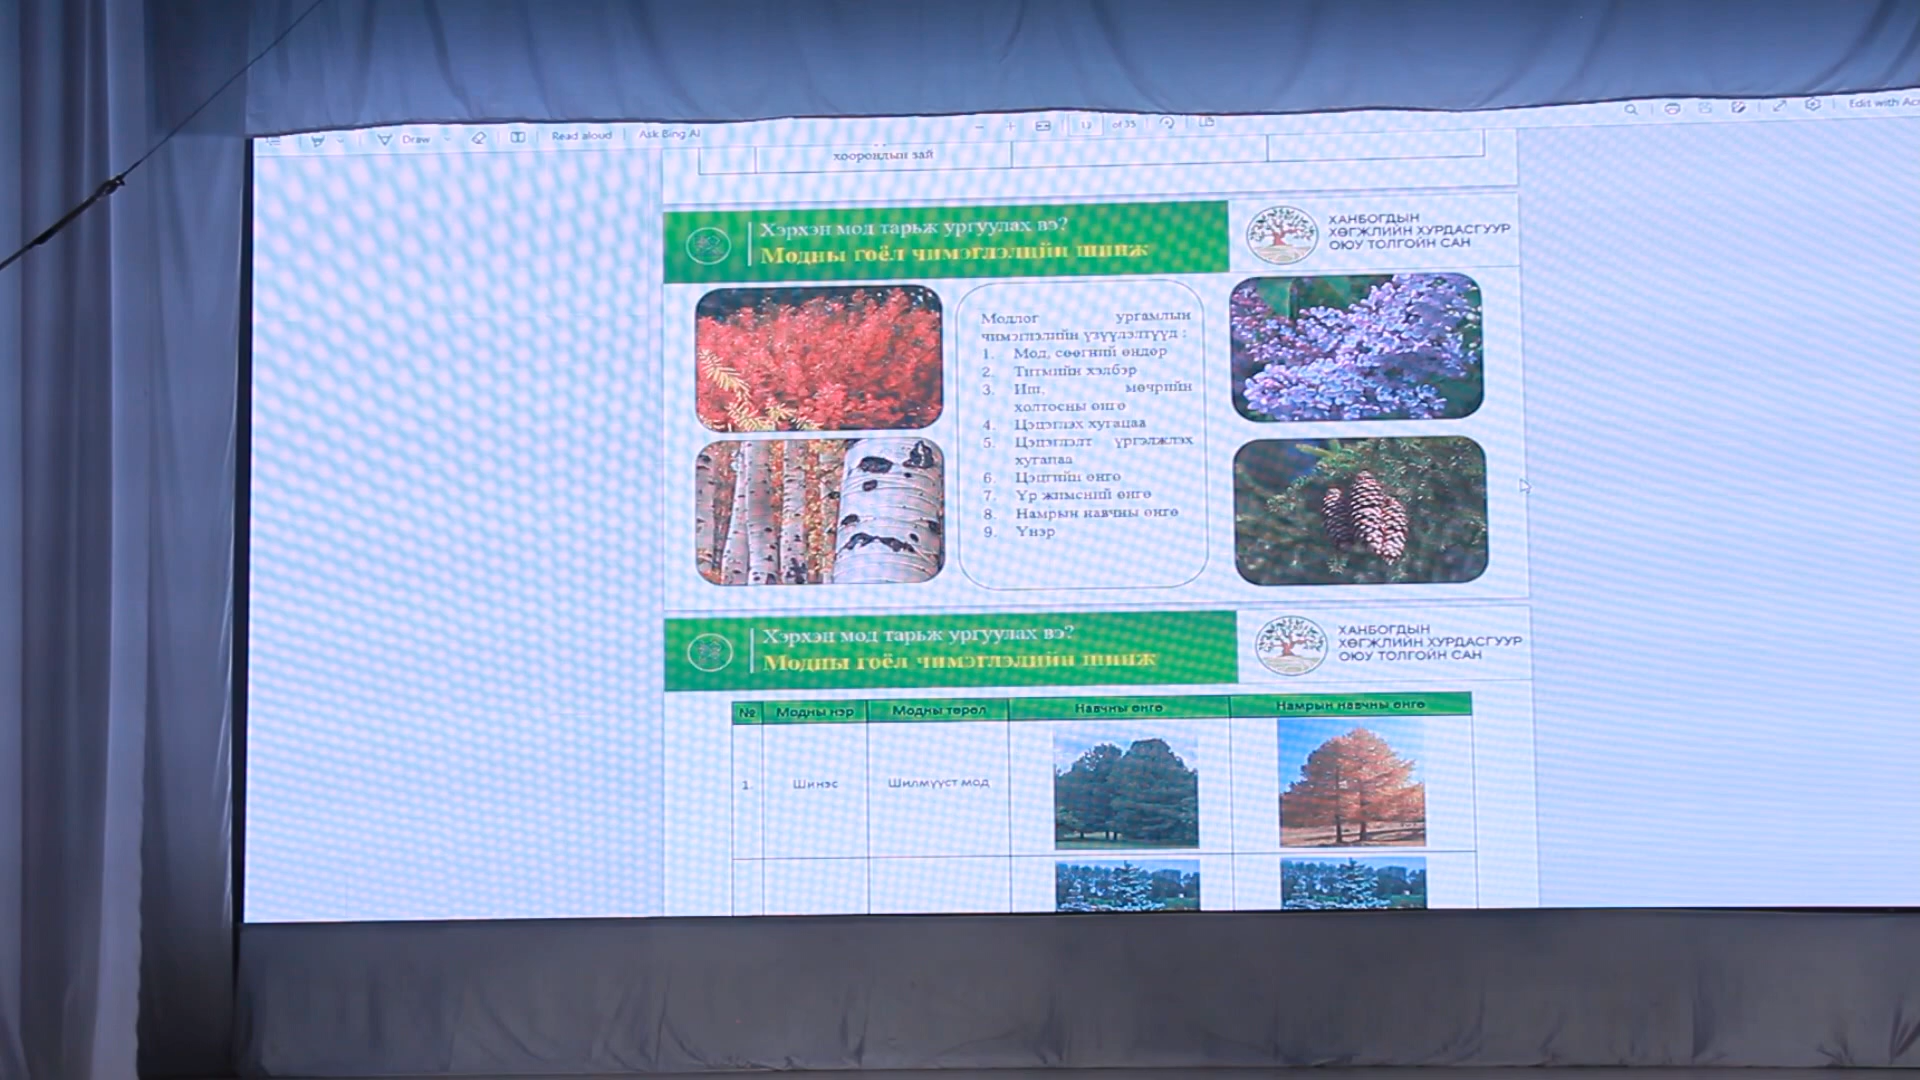 Draw
Read aloud
Ask Bing AI
12 of 35
Edit with Acr
хоорондын зай
Хэрхэн мод тарьж ургуулах вэ?
Модны гоёл чимэглэлийн шинж
ХАНБОГДЫН
ХӨГЖЛИЙН ХУРДАСГУУР
ОЮУ ТОЛГОЙН САН
Модлог ургамлын
чимэглэлийн үзүүлэлтүүд :
1. Мод, сөөгний өндөр
2. Титмийн хэлбэр
3. Иш, мөчрийн
холтосны өнгө
4. Цэцэглэх хугацаа
5. Цэцэглэлт үргэлжлэх
хугацаа
6. Цэцгийн өнгө
7. Үр жимсний өнгө
8. Намрын навчны өнгө
9. Үнэр
Хэрхэн мод тарьж ургуулах вэ?
Модны гоёл чимэглэлийн шинж
ХАНБОГДЫН
ХӨГЖЛИЙН ХУРДАСГУУР
ОЮУ ТОЛГОЙН САН
№ Модны нэр Модны төрөл Навчны өнгө Намрын навчны өнгө
1. Шинэс Шилмүүст мод